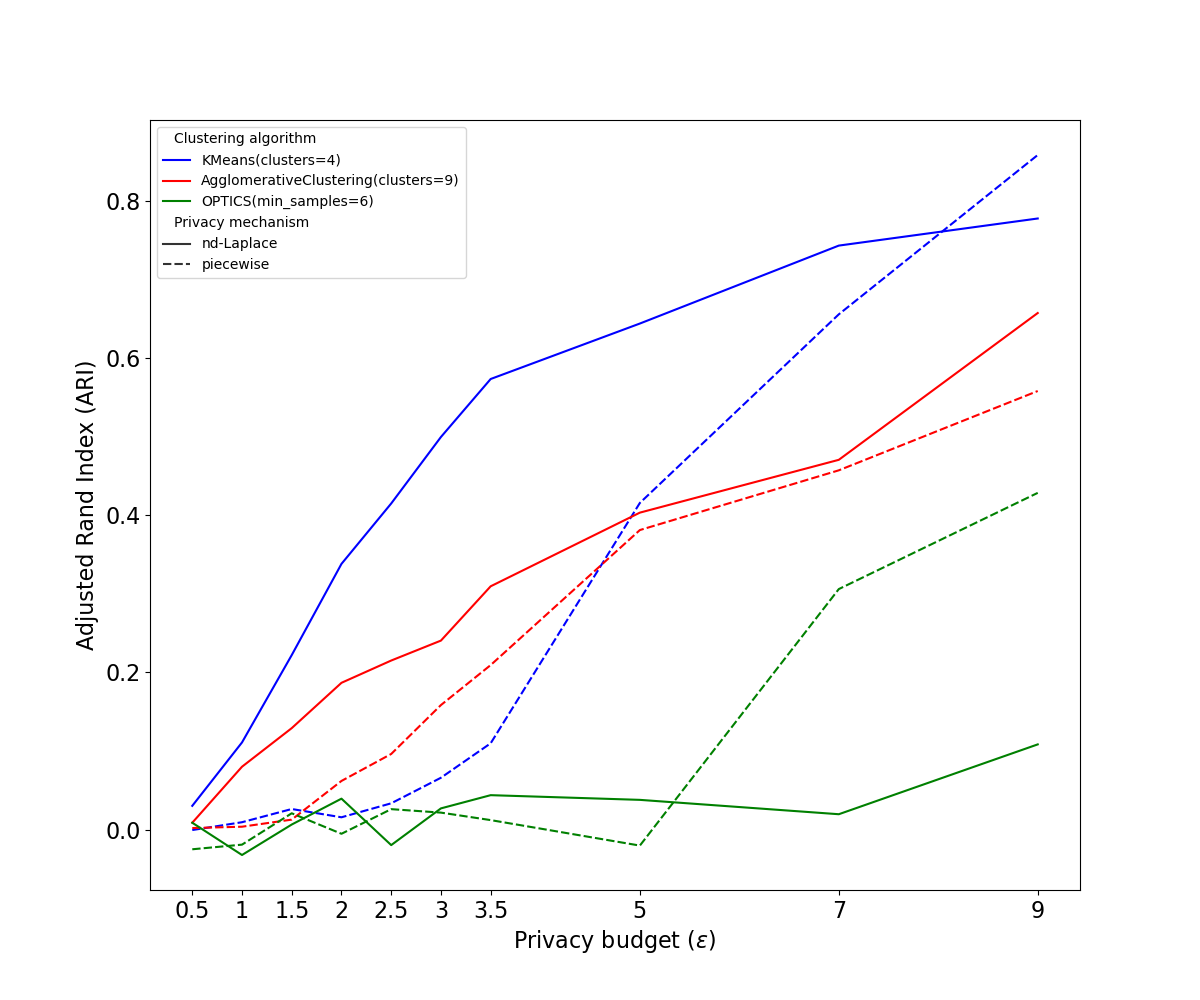 Clustering algorithm
KMeans(clusters=4)
AgglomerativeClustering(clusters=9)
OPTICS(min_samples=6)
Privacy mechanism
nd-Laplace
piecewise
0.8
0.6
0.4
0.2
0.0
Adjusted Rand Index (ARI)
0.5 1 1.5 2 2.5 3 3.5 5 7 9
Privacy budget (ε)